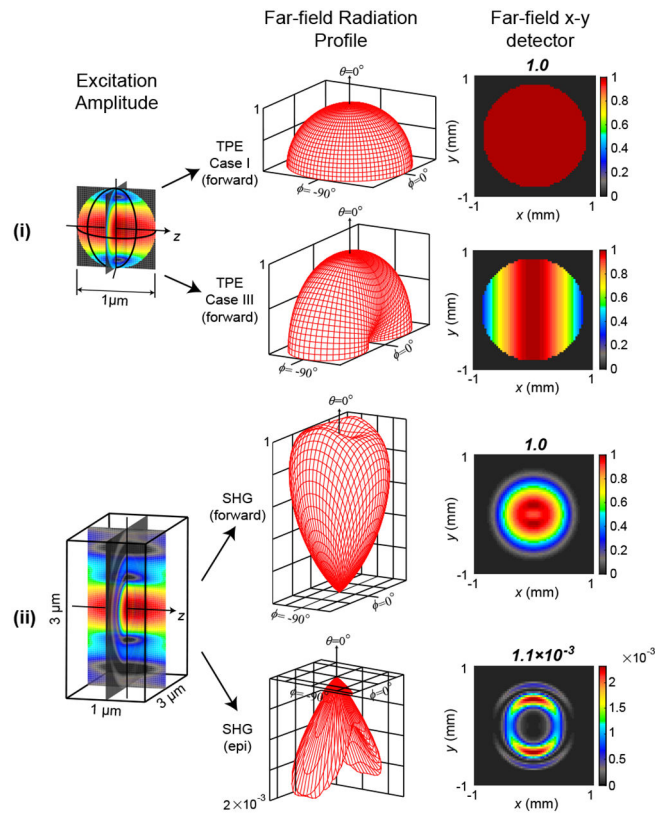 Far-field Radiation
Profile
Far-field x-y
detector
Excitation
Amplitude
θ=0°
1
TPE
Case I
(forward)
ϕ= -90°
ϕ=0°
1.0
1
y (mm)
-1
-1
x (mm)
1
1
0.8
0.6
0.4
0.2
0
(i)
z
1μm
θ=0°
1
TPE
Case III
(forward)
ϕ= -90°
ϕ=0°
1
y (mm)
-1
-1
x (mm)
1
1
0.8
0.6
0.4
0.2
0
θ=0°
1
SHG
(forward)
ϕ= -90°
ϕ=0°
1.0
1
y (mm)
-1
-1
x (mm)
1
1
0.8
0.6
0.4
0.2
0
(ii)
3 μm
z
1 μm
3 μm
θ=0°
ϕ= -90°
ϕ=0°
SHG
(epi)
2×10⁻³
1.1×10⁻³
×10⁻³
1
y (mm)
-1
-1
x (mm)
1
2
1.5
1
0.5
0